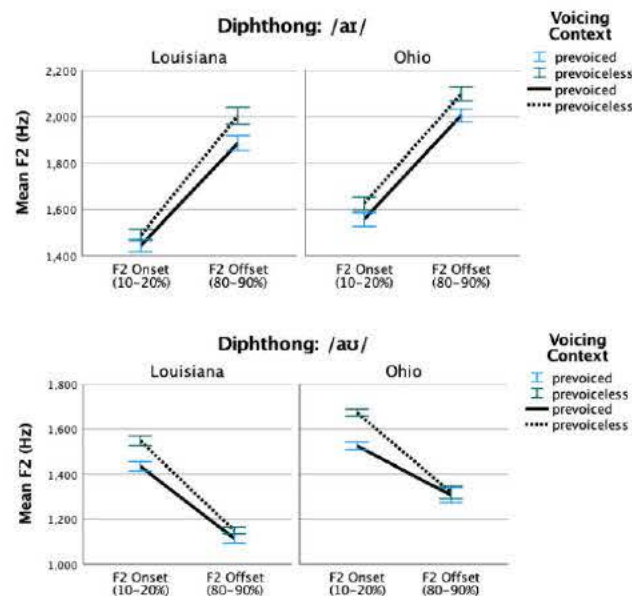 Diphthong: /aɪ/
Louisiana
Ohio
Mean F2 (Hz)
2,200
2,000
1,800
1,600
1,400
F2 Onset
(10-20%)
F2 Offset
(80-90%)
F2 Onset
(10-20%)
F2 Offset
(80-90%)
Voicing
Context
prevoiced
prevoiceless
prevoiced
prevoiceless
Diphthong: /aʊ/
Louisiana
Ohio
Mean F2 (Hz)
1,800
1,600
1,400
1,200
1,000
F2 Onset
(10-20%)
F2 Offset
(80-90%)
F2 Onset
(10-20%)
F2 Offset
(80-90%)
Voicing
Context
prevoiced
prevoiceless
prevoiced
prevoiceless